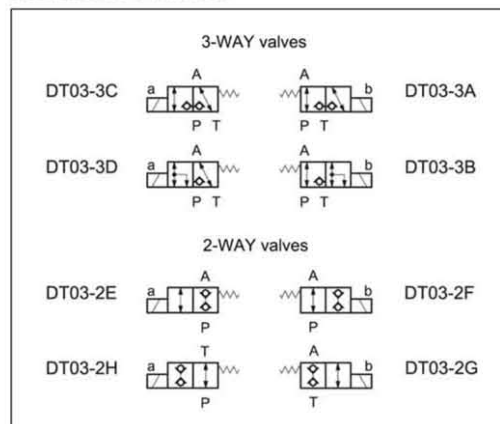 3-WAY valves
DT03-3C a A P T
A P T b DT03-3A
DT03-3D a A P T
A P T b DT03-3B
2-WAY valves
DT03-2E a A P
A P b DT03-2F
DT03-2H a T P
A T b DT03-2G